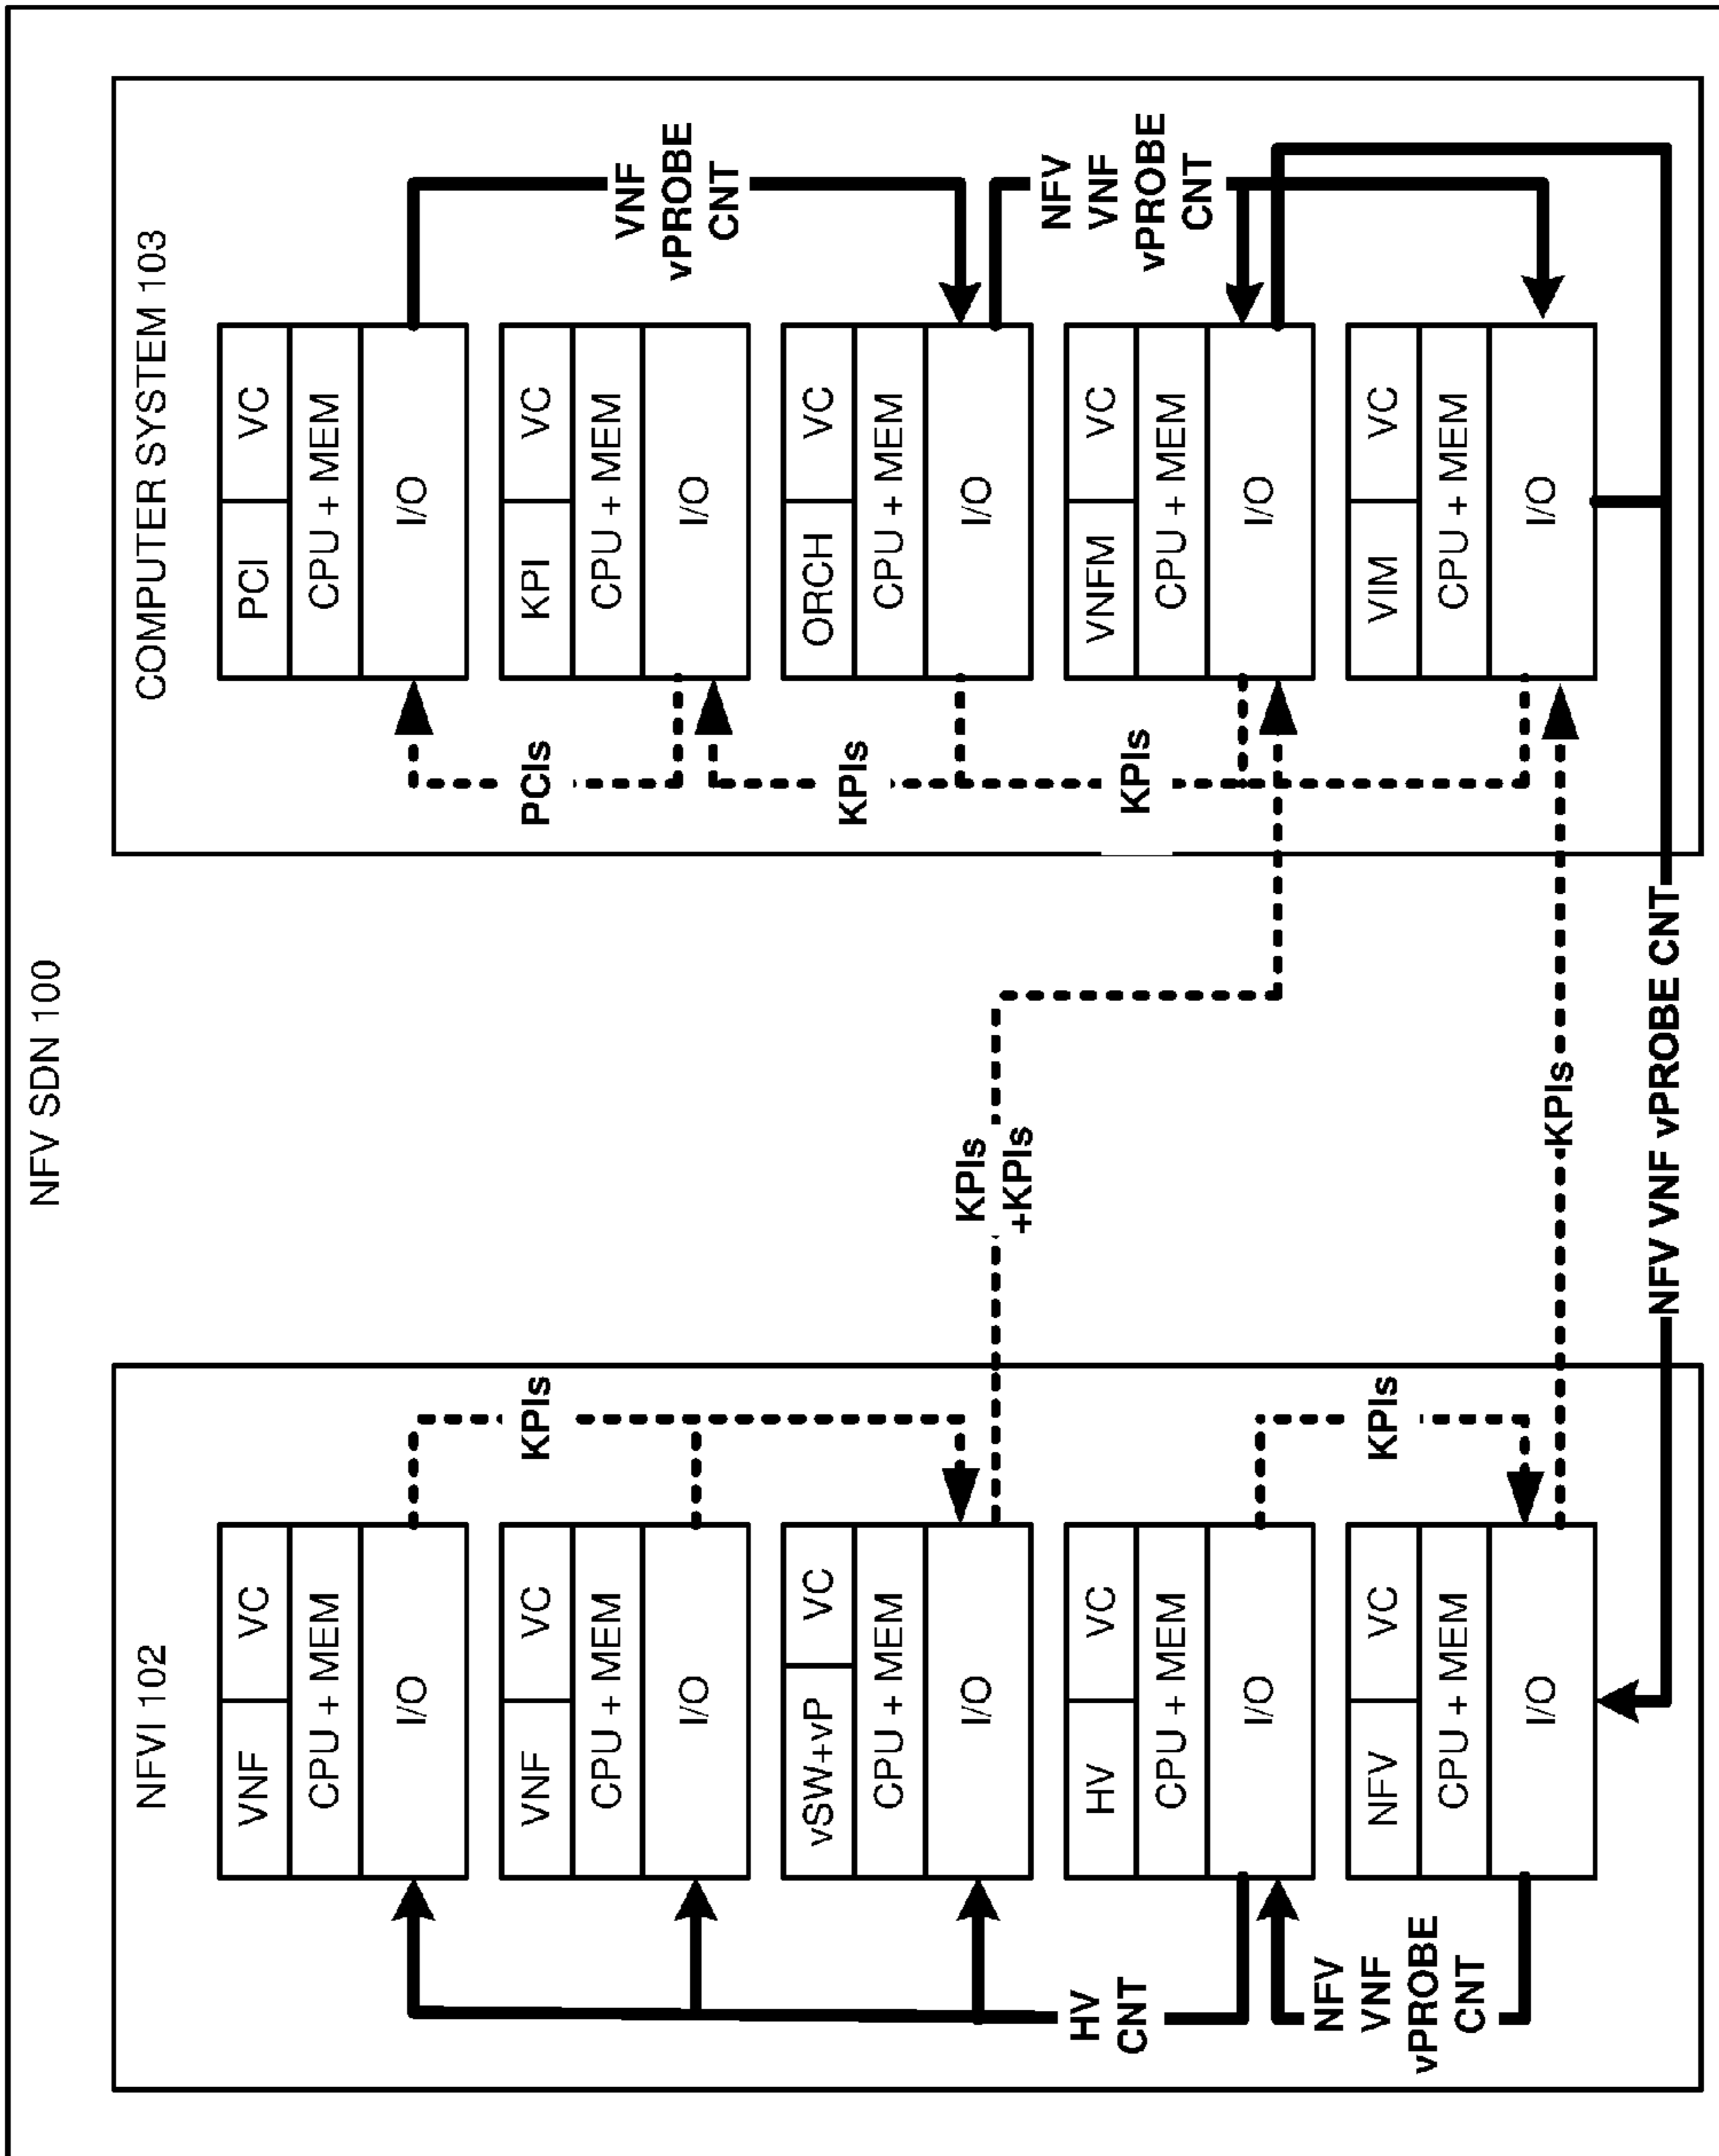 NFV SDN 100
NFVI 102
VNF
VC
CPU + MEM
I/O
KPIs
VNF
VC
CPU + MEM
I/O
vSW+vP
VC
CPU + MEM
I/O
HV
CNT
HV
VC
CPU + MEM
I/O
KPIs
NFV
VNF
vPROBE
CNT
NFV
VC
CPU + MEM
I/O
KPIs
+KPIs
KPIs
NFV VNF vPROBE CNT
COMPUTER SYSTEM 103
PCI
VC
CPU + MEM
I/O
PCIs
VNF
vPROBE
CNT
KPI
VC
CPU + MEM
I/O
KPIs
ORCH
VC
CPU + MEM
I/O
KPIs
NFV
VNF
vPROBE
CNT
VNFM
VC
CPU + MEM
I/O
VIM
VC
CPU + MEM
I/O